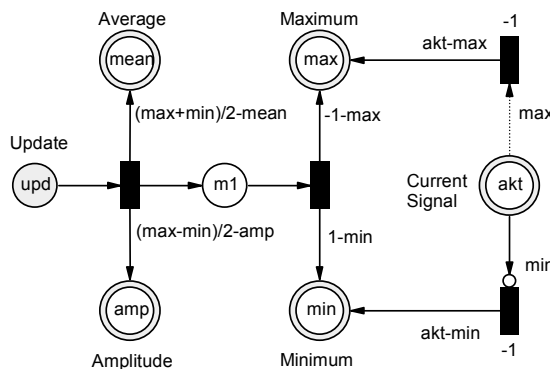 Average
Maximum
-1
mean
max
akt-max
(max+min)/2-mean
-1-max
max
Update
upd
m1
Current
Signal
akt
(max-min)/2-amp
1-min
min
amp
min
akt-min
-1
Amplitude
Minimum